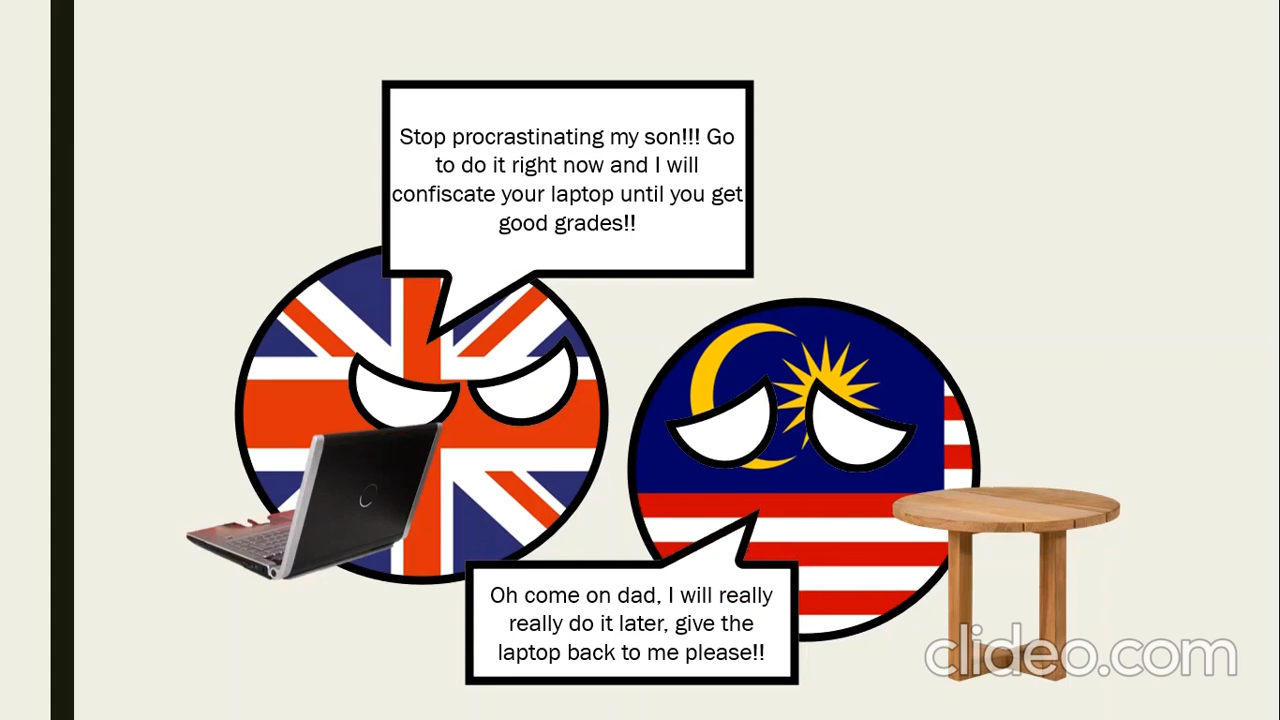 Stop procrastinating my son!!! Go
to do it right now and I will
confiscate your laptop until you get
good grades!!
Oh come on dad, I will really
really do it later, give the
laptop back to me please!!
clideo.com